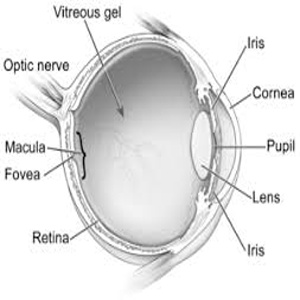 Vitreous gel
Optic nerve
Iris
Cornea
Macula
Pupil
Fovea
Lens
Retina
Iris